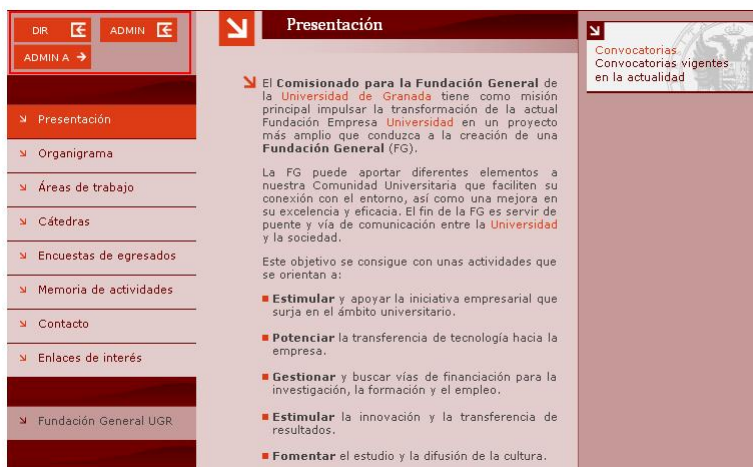 DIR
ADMIN
ADMIN A
Presentación
Organigrama
Áreas de trabajo
Cátedras
Encuestas de egresados
Memoria de actividades
Contacto
Enlaces de interés
Fundación General UGR
Presentación
El Comisionado para la Fundación General de
la Universidad de Granada tiene como misión
principal impulsar la transformación de la actual
Fundación Empresa Universidad en un proyecto
más amplio que conduzca a la creación de una
Fundación General (FG).
La FG puede aportar diferentes elementos a
nuestra Comunidad Universitaria que faciliten su
conexión con el entorno, así como una mejora en
su excelencia y eficacia. El fin de la FG es servir de
puente y vía de comunicación entre la Universidad
y la sociedad.
Este objetivo se consigue con unas actividades que
se orientan a:
Estimular y apoyar la iniciativa empresarial que
surja en el ámbito universitario.
Potenciar la transferencia de tecnología hacia la
empresa.
Gestionar y buscar vías de financiación para la
investigación, la formación y el empleo.
Estimular la innovación y la transferencia de
resultados.
Fomentar el estudio y la difusión de la cultura.
Convocatorias
Convocatorias vigentes
en la actualidad